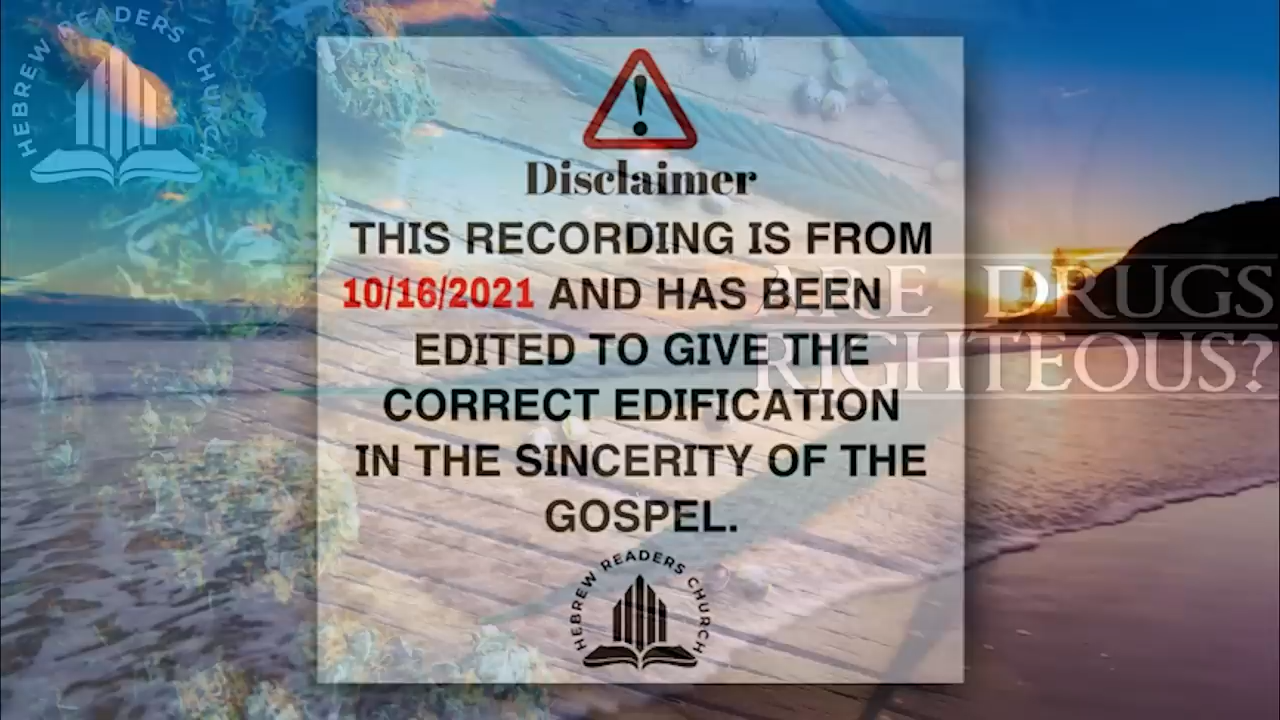 HEBREW READERS CHURCH
Disclaimer
THIS RECORDING IS FROM
10/16/2021 AND HAS BEEN
EDITED TO GIVE THE
CORRECT EDIFICATION
IN THE SINCERITY OF THE
GOSPEL.
ARE DRUGS
RIGHTEOUS?
HEBREW READERS CHURCH